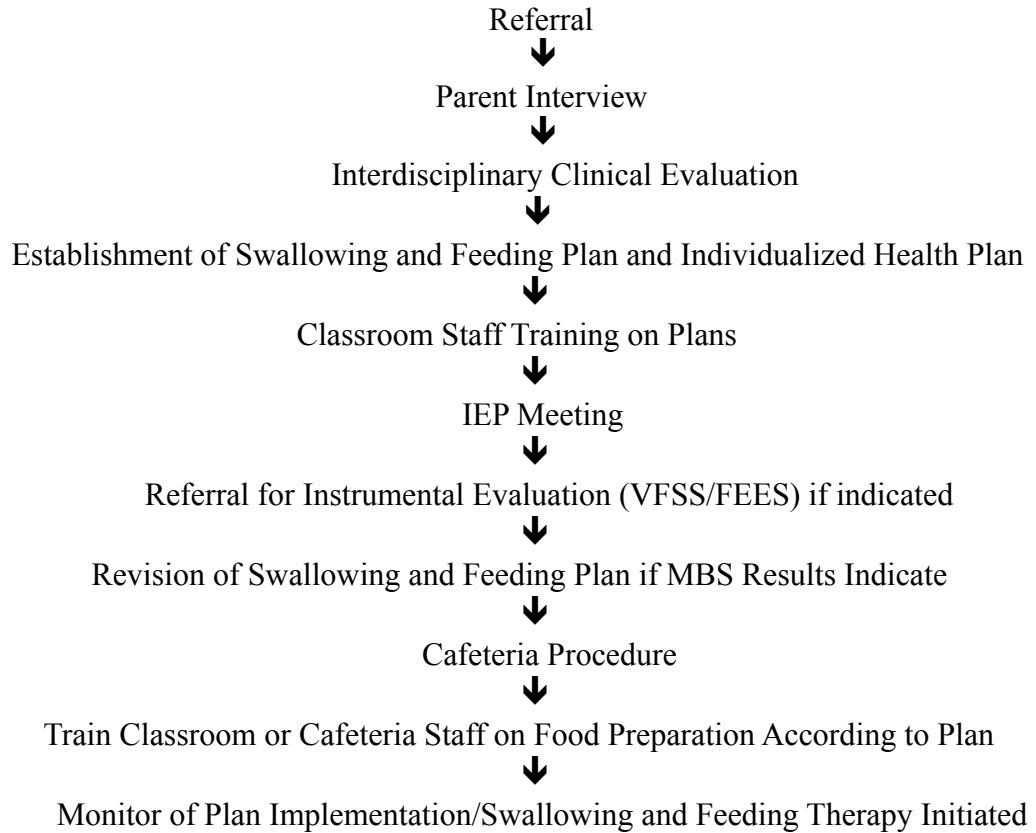 Referral
Parent Interview
Interdisciplinary Clinical Evaluation
Establishment of Swallowing and Feeding Plan and Individualized Health Plan
Classroom Staff Training on Plans
IEP Meeting
Referral for Instrumental Evaluation (VFSS/FEES) if indicated
Revision of Swallowing and Feeding Plan if MBS Results Indicate
Cafeteria Procedure
Train Classroom or Cafeteria Staff on Food Preparation According to Plan
Monitor of Plan Implementation/Swallowing and Feeding Therapy Initiated